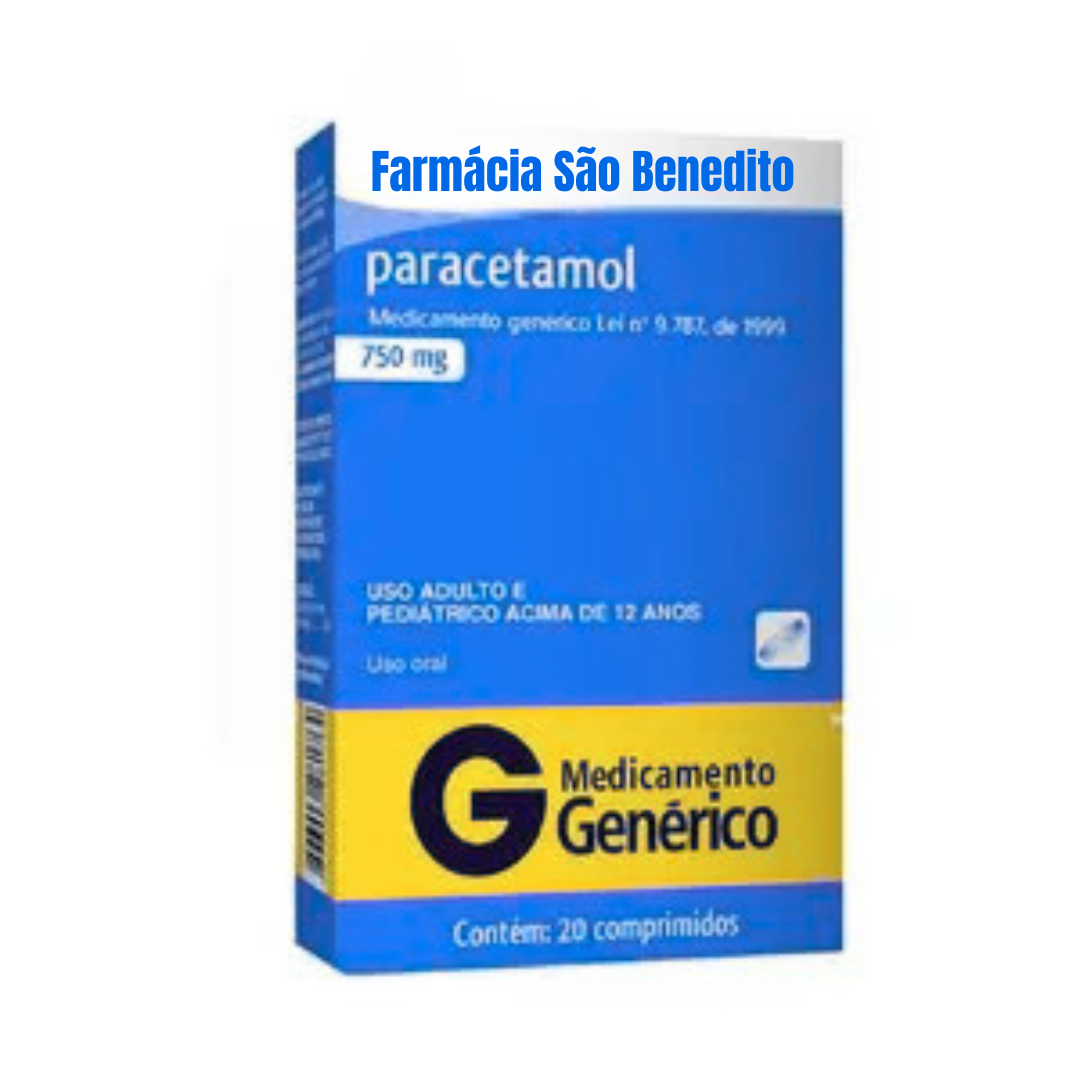 Farmácia São Benedito
paracetamol
Medicamento genérico Lei n° 9.787, de 1999
750 mg
USO ADULTO E
PEDIÁTRICO ACIMA DE 12 ANOS
Uso oral
G Medicamento
Genérico
Contém: 20 comprimidos